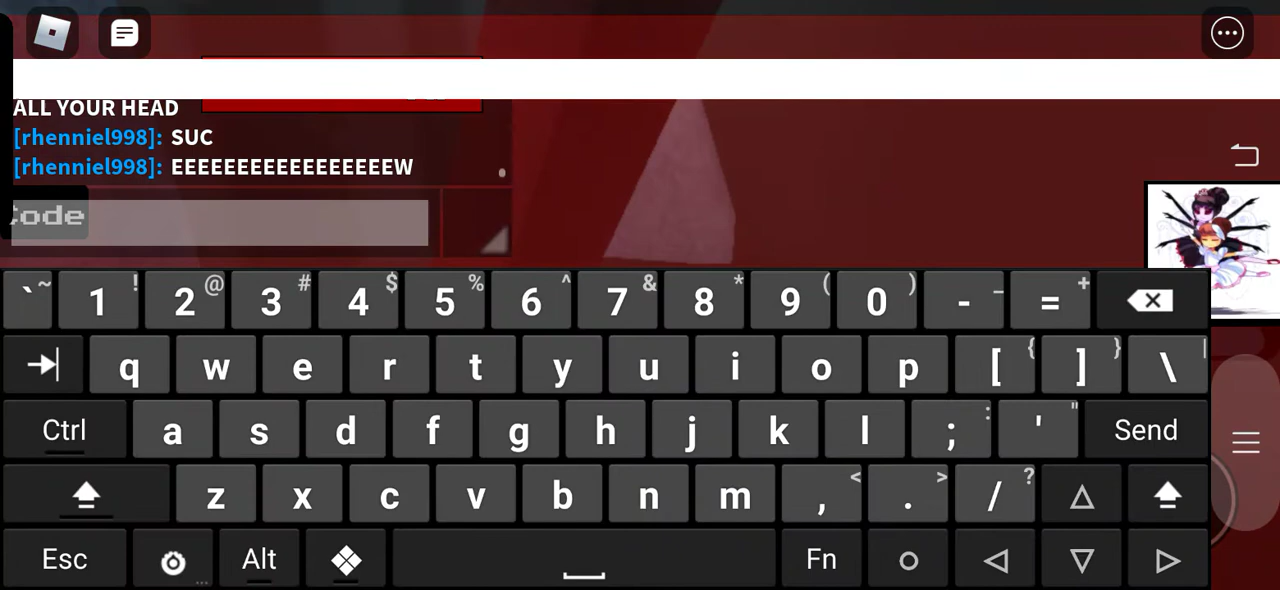 ALL YOUR HEAD
[rhenniel998]: SUC
[rhenniel998]: EEEEEEEEEEEEEEEEEW
Code
` ~ 1 ! 2 @ 3 # 4 $ 5 % 6 ^ 7 & 8 * 9 ( 0 ) - _ = +
q w e r t y u i o p [ { ] } \ |
Ctrl a s d f g h j k l ; : ' " Send
z x c v b n m , < . > / ?
Esc Alt Fn